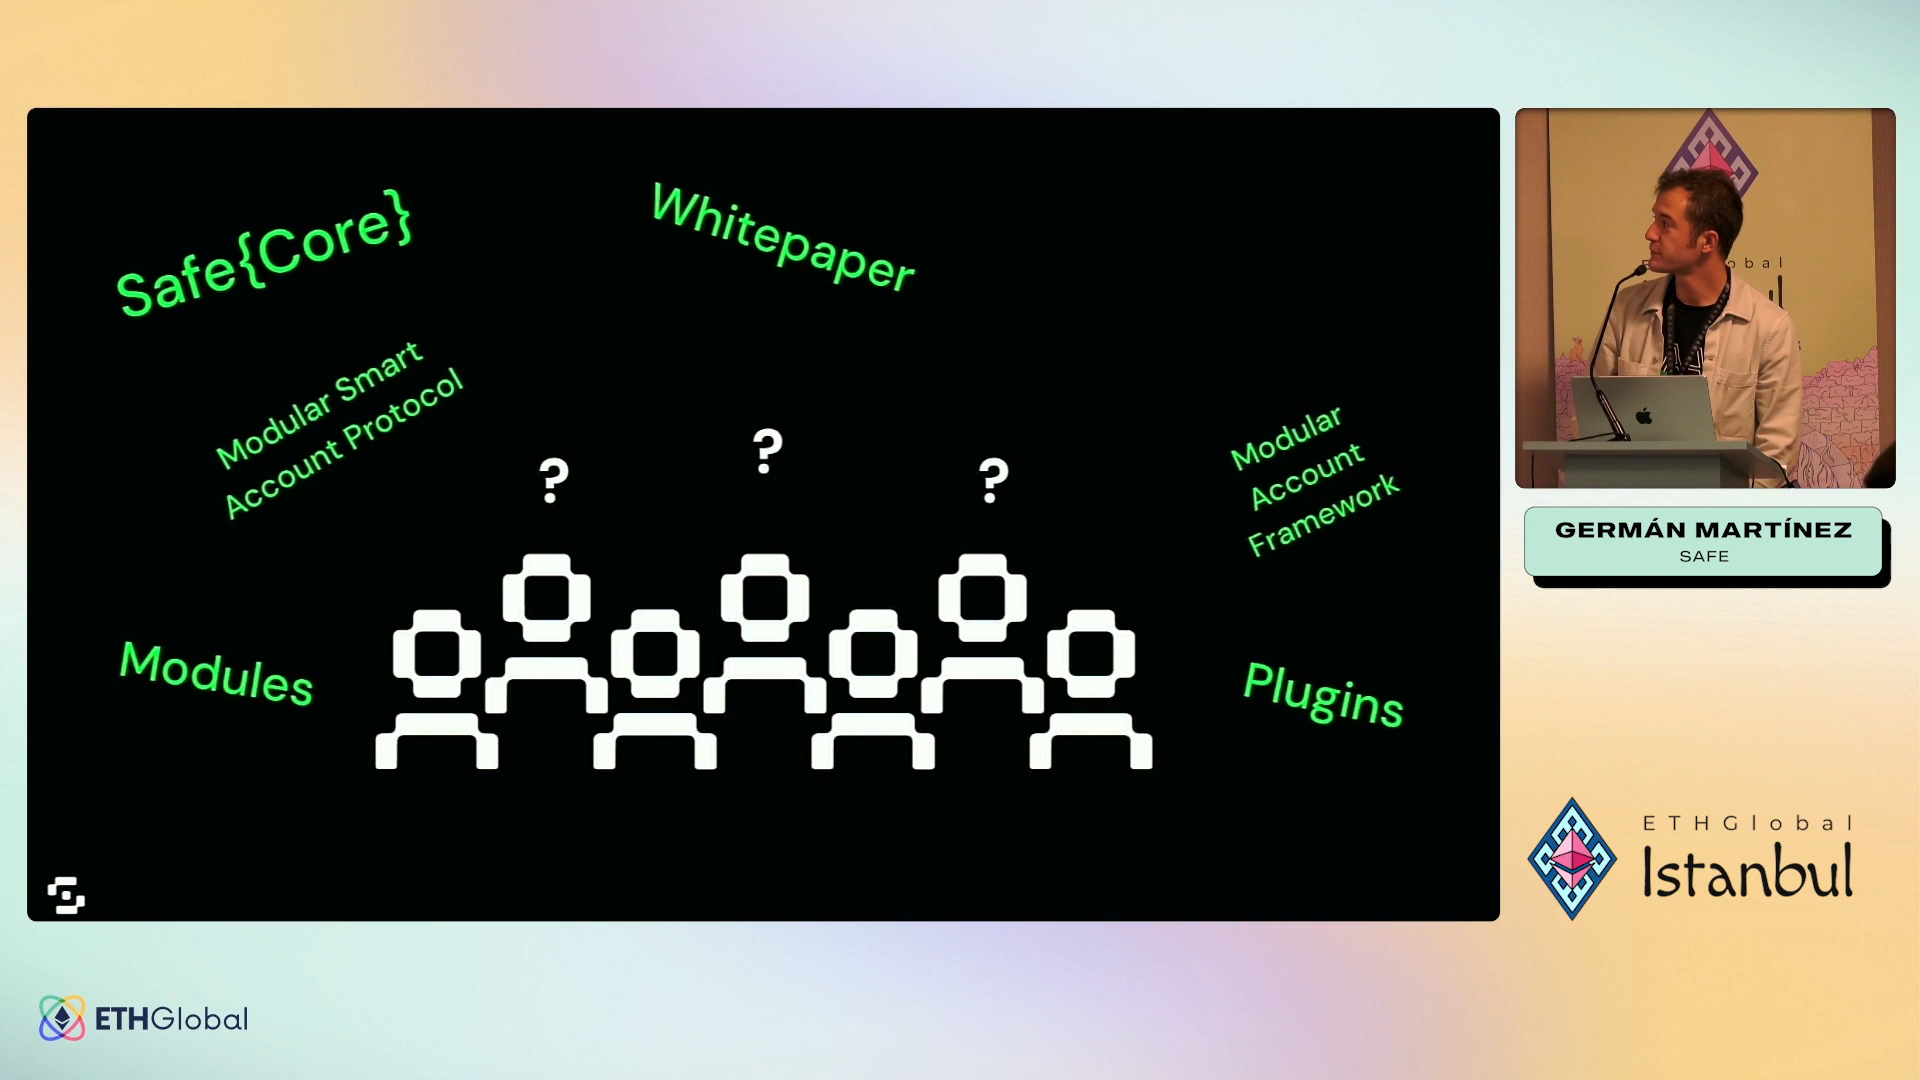 Safe{Core}
Whitepaper
Modular Smart
Account Protocol
?
?
?
Modular
Account
Framework
Modules
Plugins
GERMÁN MARTÍNEZ
SAFE
ETHGlobal
Istanbul
ETHGlobal